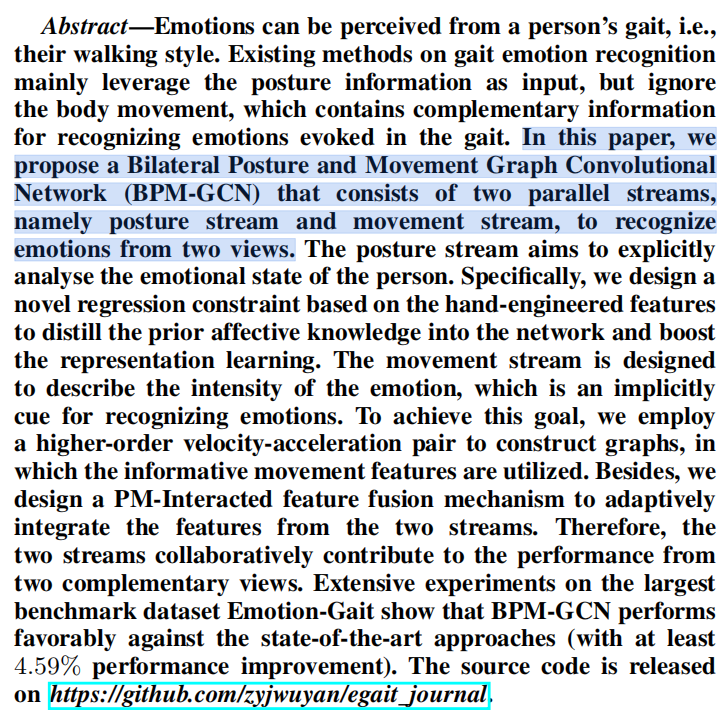 Abstract—Emotions can be perceived from a person's gait, i.e.,
their walking style. Existing methods on gait emotion recognition
mainly leverage the posture information as input, but ignore
the body movement, which contains complementary information
for recognizing emotions evoked in the gait. In this paper, we
propose a Bilateral Posture and Movement Graph Convolutional
Network (BPM-GCN) that consists of two parallel streams,
namely posture stream and movement stream, to recognize
emotions from two views. The posture stream aims to explicitly
analyse the emotional state of the person. Specifically, we design a
novel regression constraint based on the hand-engineered features
to distill the prior affective knowledge into the network and boost
the representation learning. The movement stream is designed
to describe the intensity of the emotion, which is an implicitly
cue for recognizing emotions. To achieve this goal, we employ
a higher-order velocity-acceleration pair to construct graphs, in
which the informative movement features are utilized. Besides, we
design a PM-Interacted feature fusion mechanism to adaptively
integrate the features from the two streams. Therefore, the
two streams collaboratively contribute to the performance from
two complementary views. Extensive experiments on the largest
benchmark dataset Emotion-Gait show that BPM-GCN performs
favorably against the state-of-the-art approaches (with at least
4.59% performance improvement). The source code is released
on https://github.com/zyjwuyan/egait_journal.